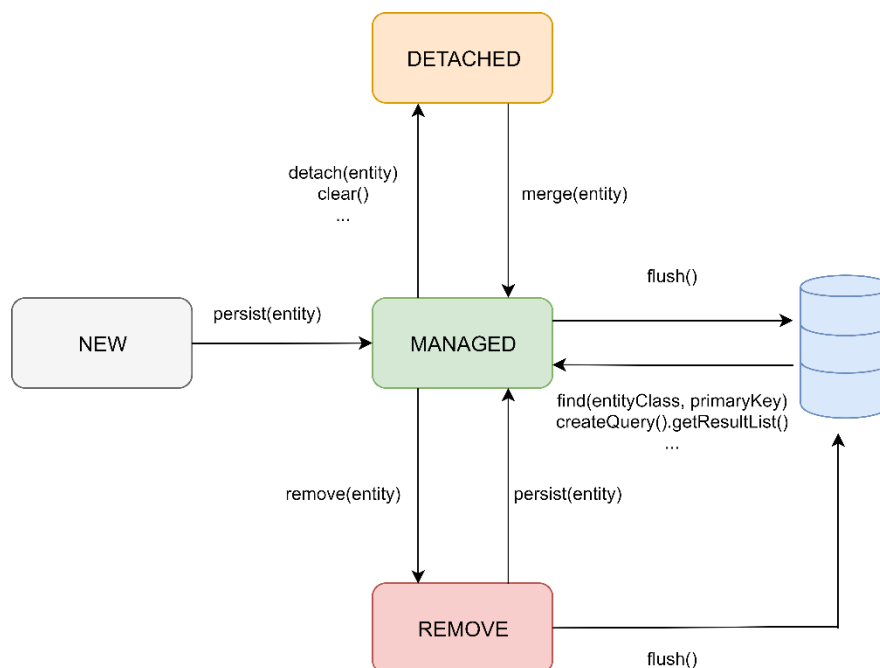 DETACHED
detach(entity)
clear()
...
merge(entity)
flush()
NEW
persist(entity)
MANAGED
find(entityClass, primaryKey)
createQuery().getResultList()
...
remove(entity)
persist(entity)
REMOVE
flush()